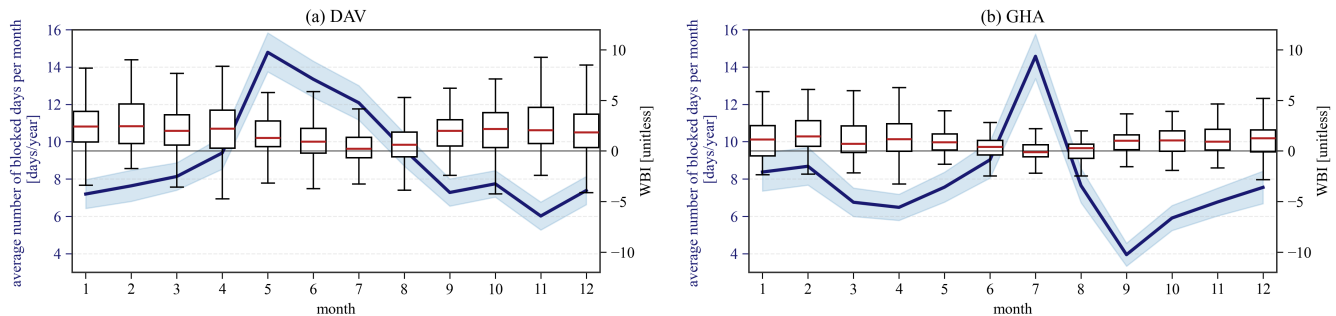 (a) DAV
average number of blocked days per month
[days/year]
16
14
12
10
8
6
4
10
5
0
−5
−10
WBI [unitless]
1 2 3 4 5 6 7 8 9 10 11 12
month
(b) GHA
average number of blocked days per month
[days/year]
16
14
12
10
8
6
4
10
5
0
−5
−10
WBI [unitless]
1 2 3 4 5 6 7 8 9 10 11 12
month